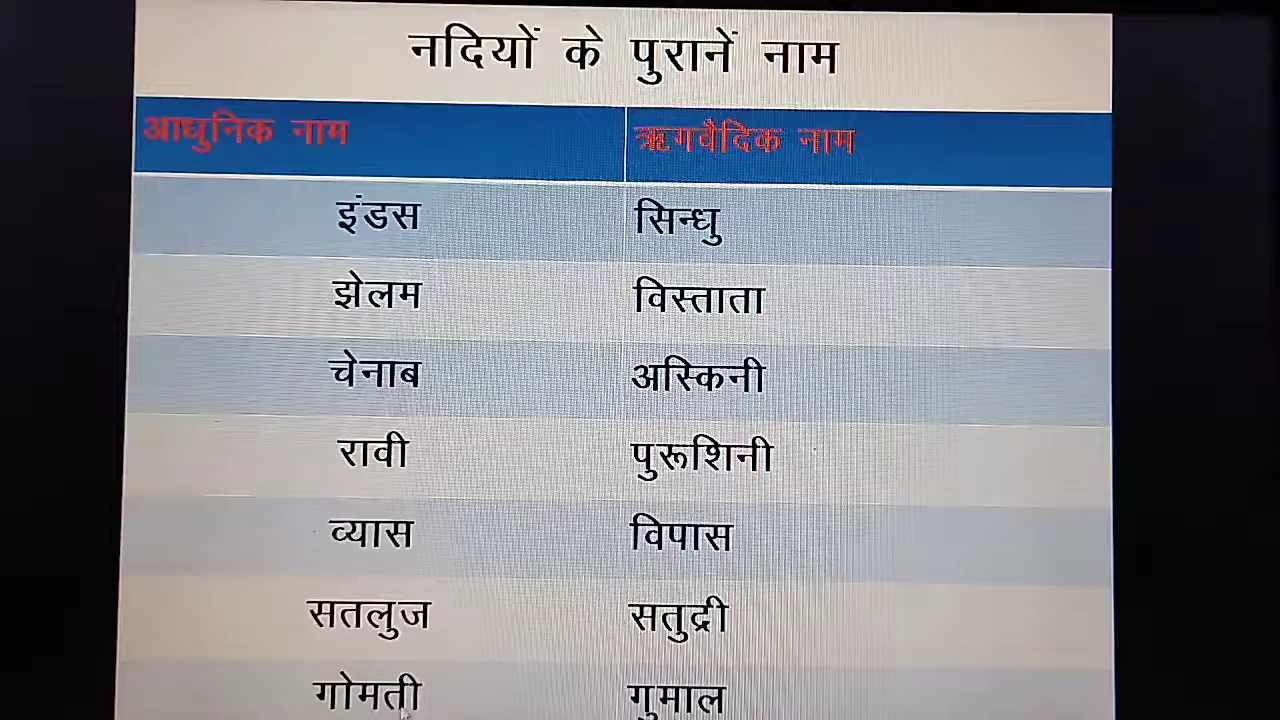 नदियों के पुरानें नाम
आधुनिक नाम ऋगवैदिक नाम
इंडस सिन्धु
झेलम विस्ताता
चेनाब अस्किनी
रावी पुरूशिनी
व्यास विपास
सतलुज सतुद्री
गोमती गुमाल